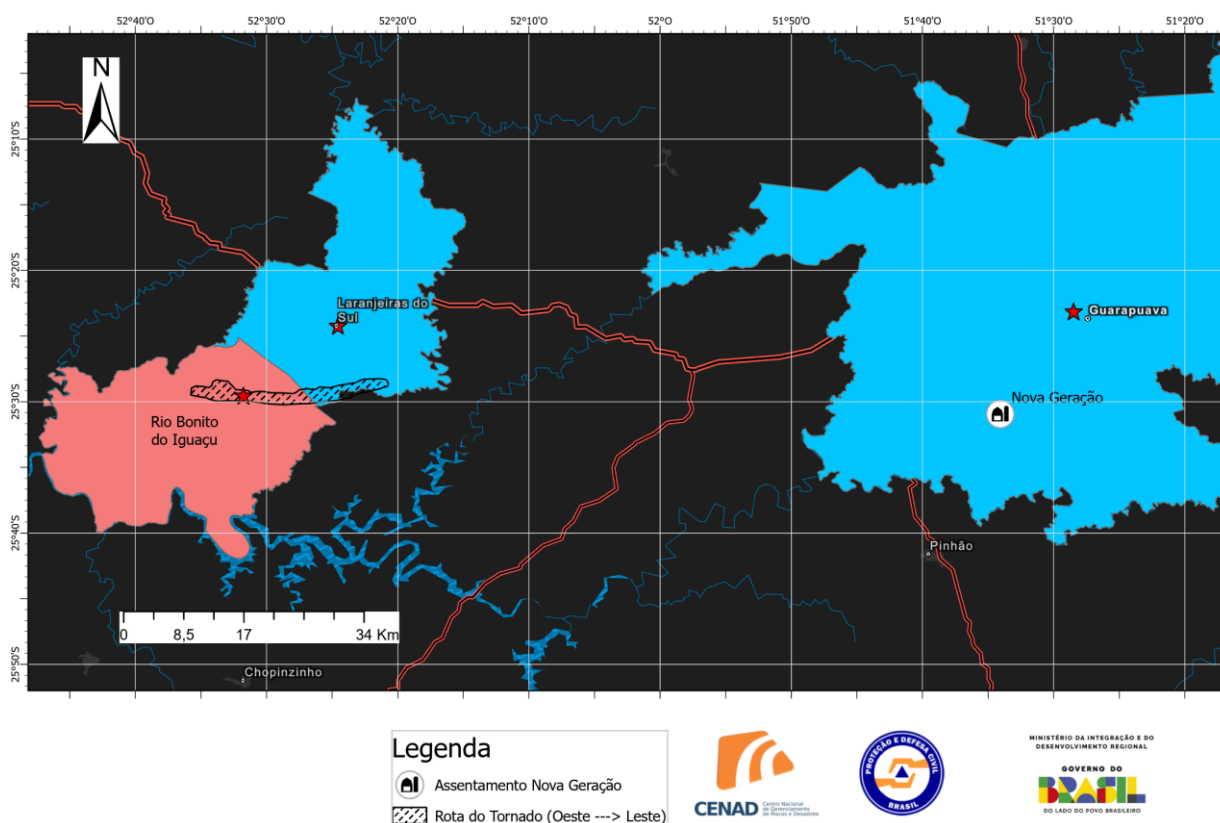 52°40' 52°30' 52°20' 52°10' 52°0' 51°50' 51°40' 51°30' 51°20'
N
25°10'S
25°20'S
Laranjeiras do
Sul
Guarapuava
25°30'S
Nova Geração
Rio Bonito
do Iguaçu
25°40'S
Pinhão
0 8,5 17 34 Km
25°50'S
Chopinzinho
Legenda
Assentamento Nova Geração
Rota do Tornado (Oeste ---> Leste)
CENAD
Centro Nacional
de Gerenciamento
de Riscos e Desastres
PROTEÇÃO E DEFESA CIVIL
BRASIL
MINISTÉRIO DA INTEGRAÇÃO E DO
DESENVOLVIMENTO REGIONAL
GOVERNO DO
BRASIL
DO LADO DO POVO BRASILEIRO